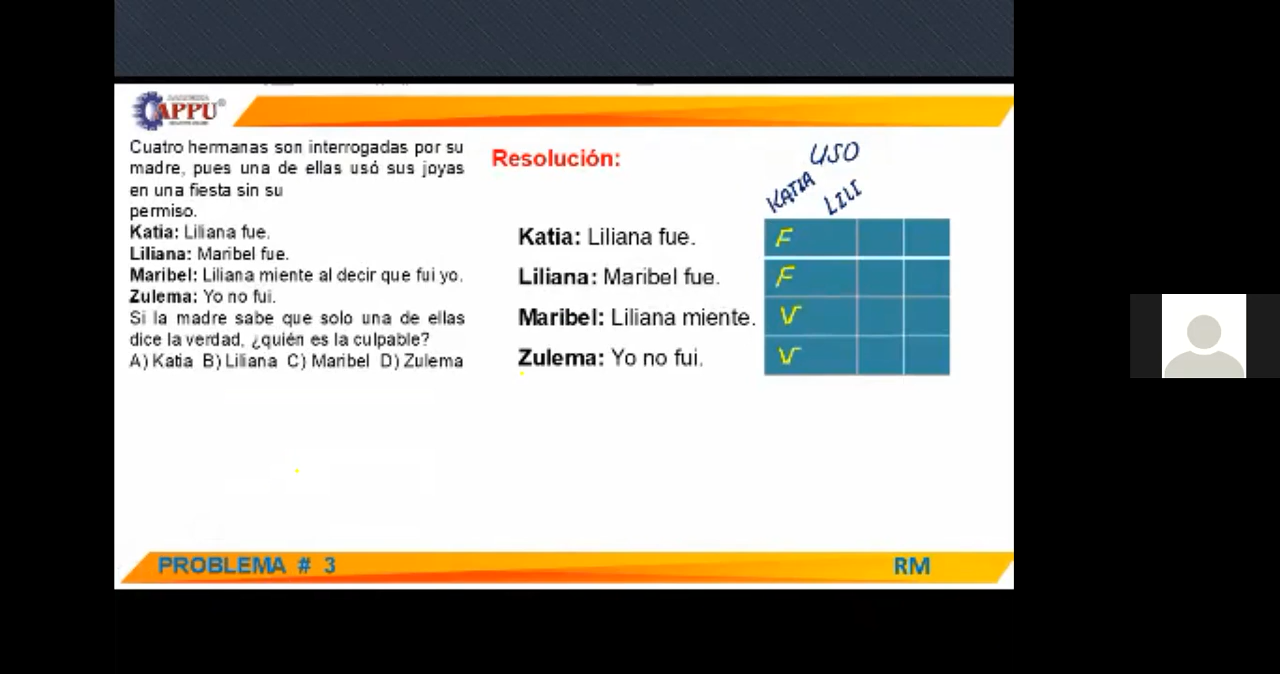 APPU
Cuatro hermanas son interrogadas por su
madre, pues una de ellas usó sus joyas
en una fiesta sin su
permiso.
Katia: Liliana fue.
Liliana: Maribel fue.
Maribel: Liliana miente al decir que fui yo.
Zulema: Yo no fui.
Si la madre sabe que solo una de ellas
dice la verdad, ¿quién es la culpable?
A) Katia B) Liliana C) Maribel D) Zulema
Resolución:
USO
KATIA LILI
Katia: Liliana fue. F
Liliana: Maribel fue. F
Maribel: Liliana miente. V
Zulema: Yo no fui. V
PROBLEMA # 3
RM